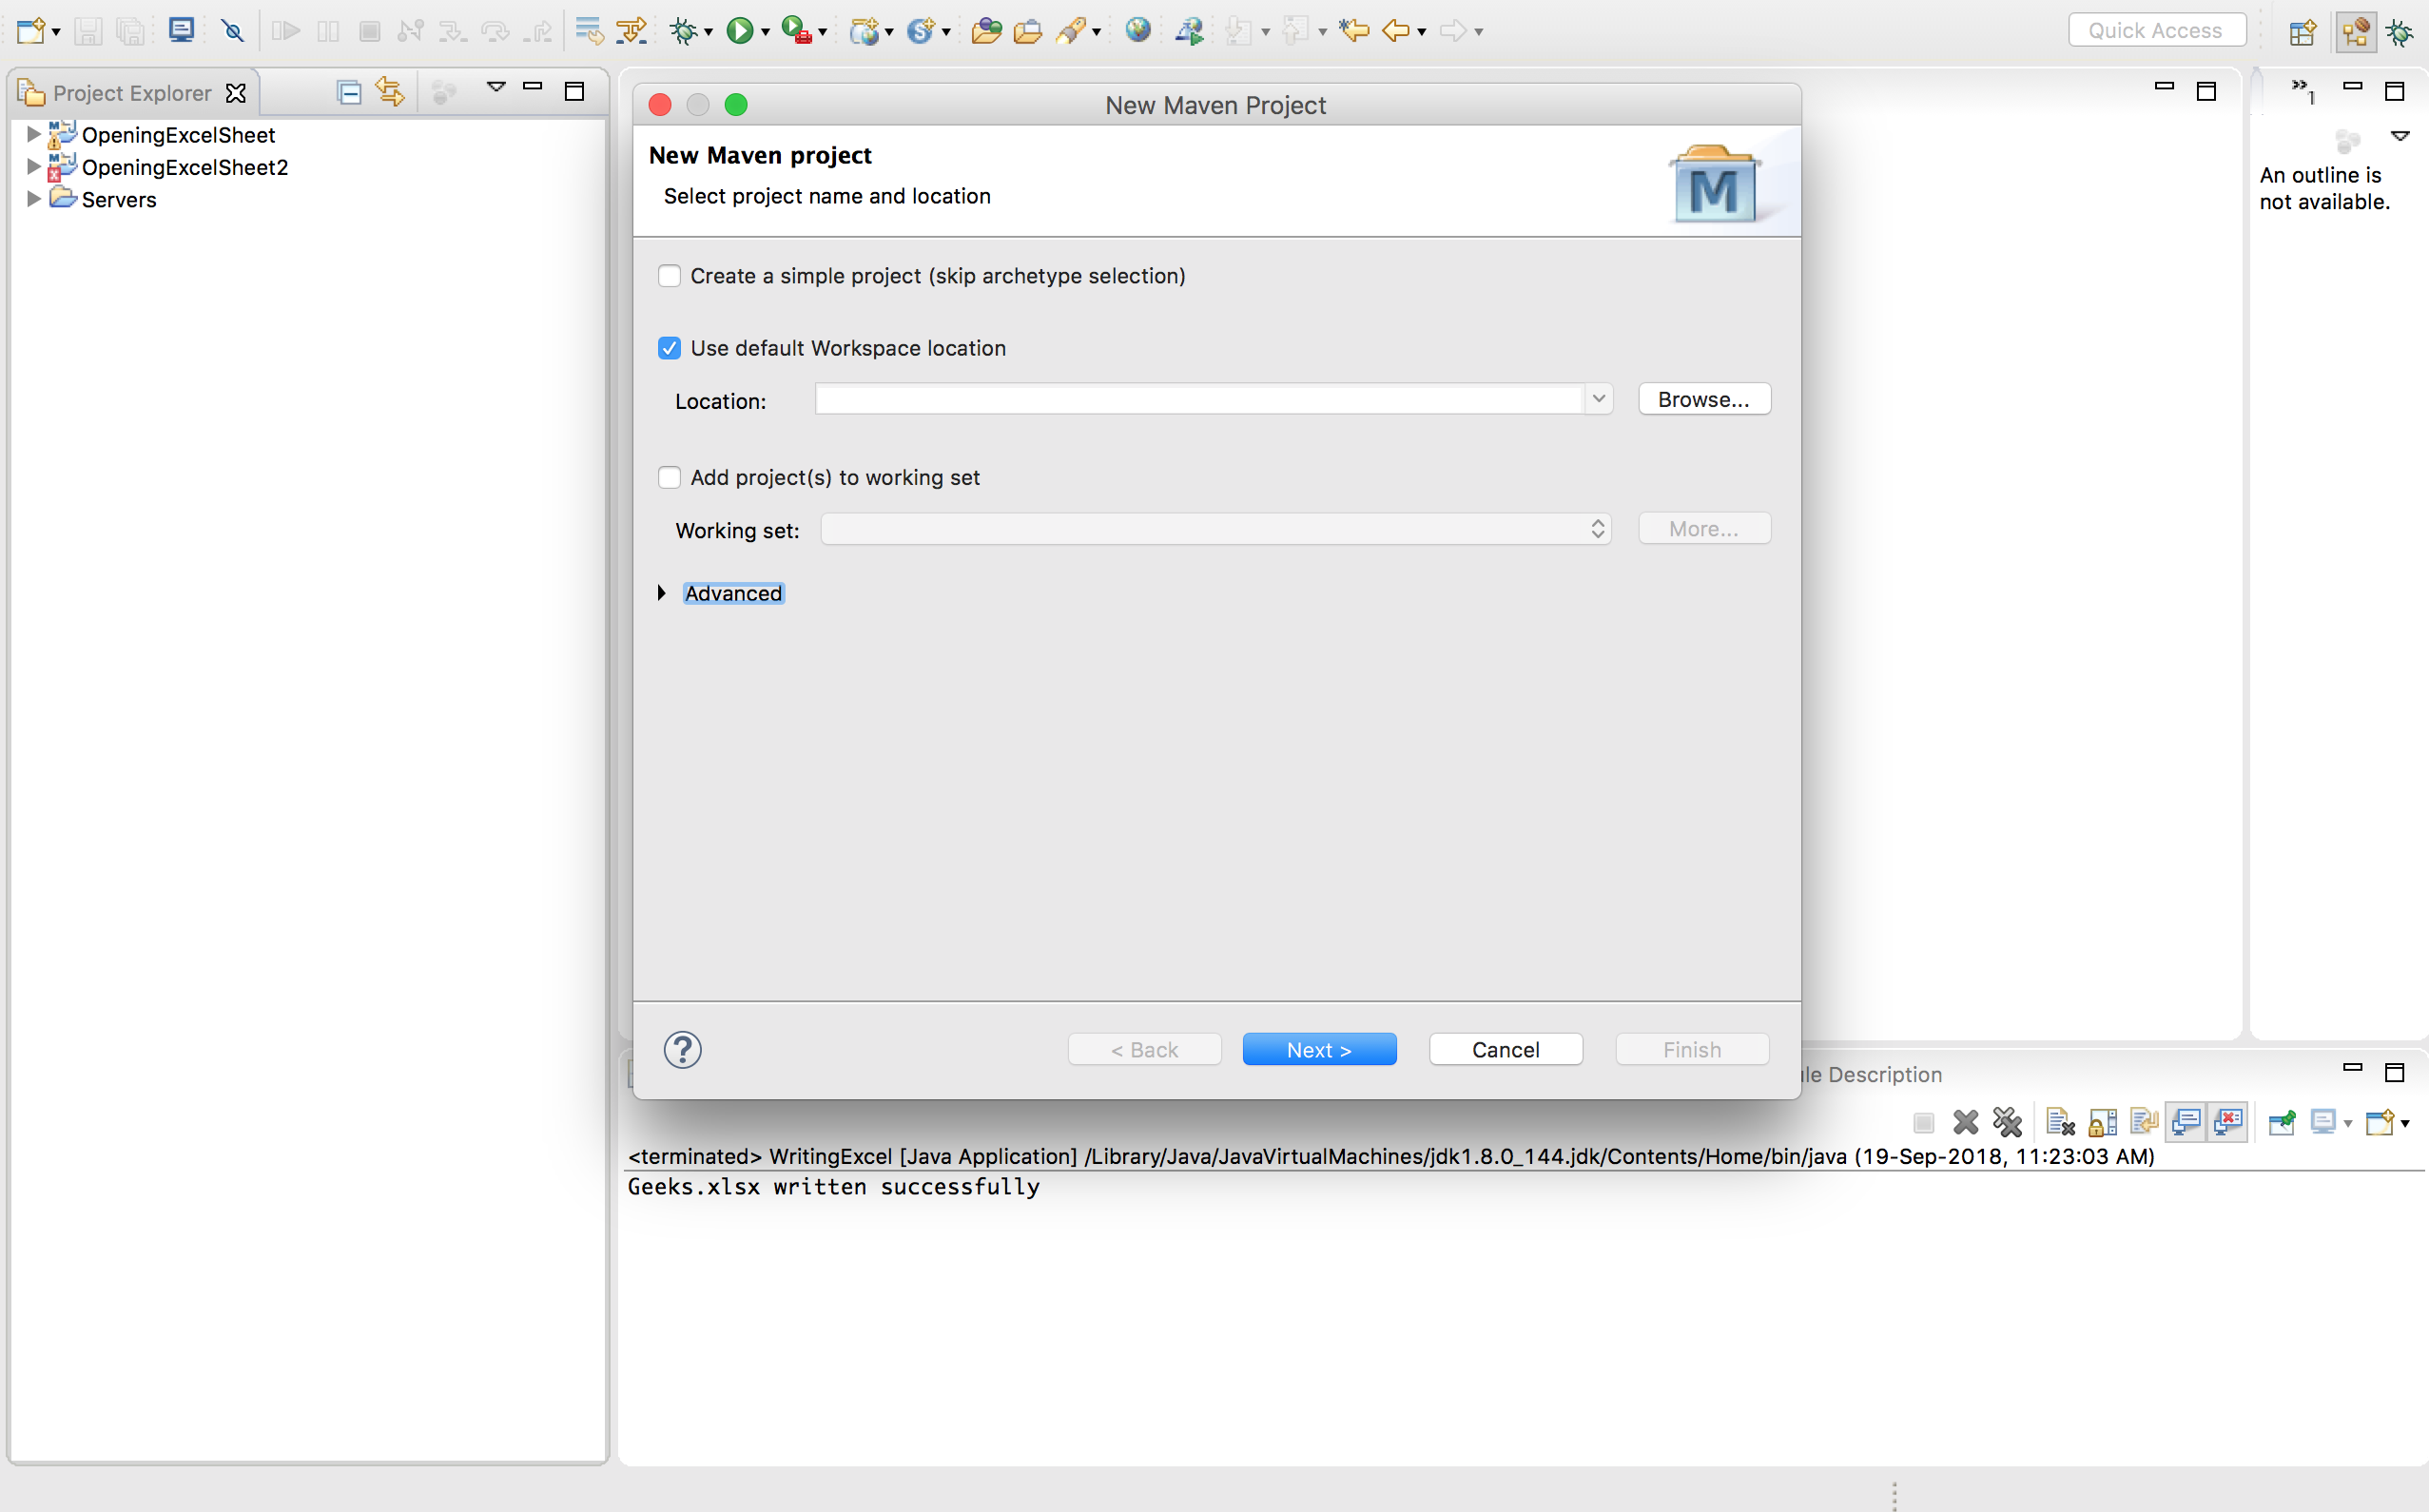 Quick Access
Project Explorer
OpeningExcelSheet
OpeningExcelSheet2
Servers
New Maven Project
New Maven project
Select project name and location
M
Create a simple project (skip archetype selection)
Use default Workspace location
Location:
Browse...
Add project(s) to working set
Working set:
More...
Advanced
?
< Back
Next >
Cancel
Finish
1
An outline is
not available.
le Description
<terminated> WritingExcel [Java Application] /Library/Java/JavaVirtualMachines/jdk1.8.0_144.jdk/Contents/Home/bin/java (19-Sep-2018, 11:23:03 AM)
Geeks.xlsx written successfully